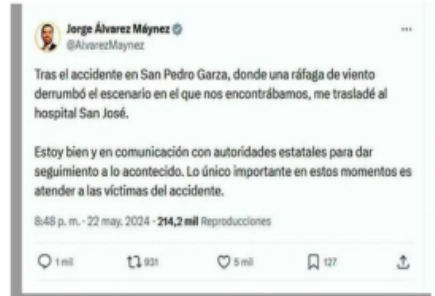 Jorge Álvarez Máynez
@AlvarezMaynez
Tras el accidente en San Pedro Garza, donde una ráfaga de viento
derrumbó el escenario en el que nos encontrábamos, me trasladé al
hospital San José.
Estoy bien y en comunicación con autoridades estatales para dar
seguimiento a lo acontecido. Lo único importante en estos momentos es
atender a las víctimas del accidente.
8:48 p. m. · 22 may. 2024 · 214,2 mil Reproducciones
1 mil 931 5 mil 127